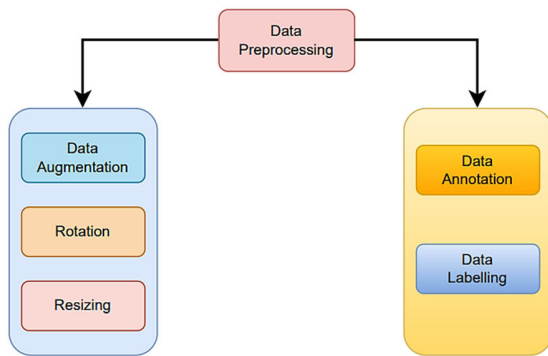 Data
Preprocessing
Data
Augmentation
Rotation
Resizing
Data
Annotation
Data
Labelling